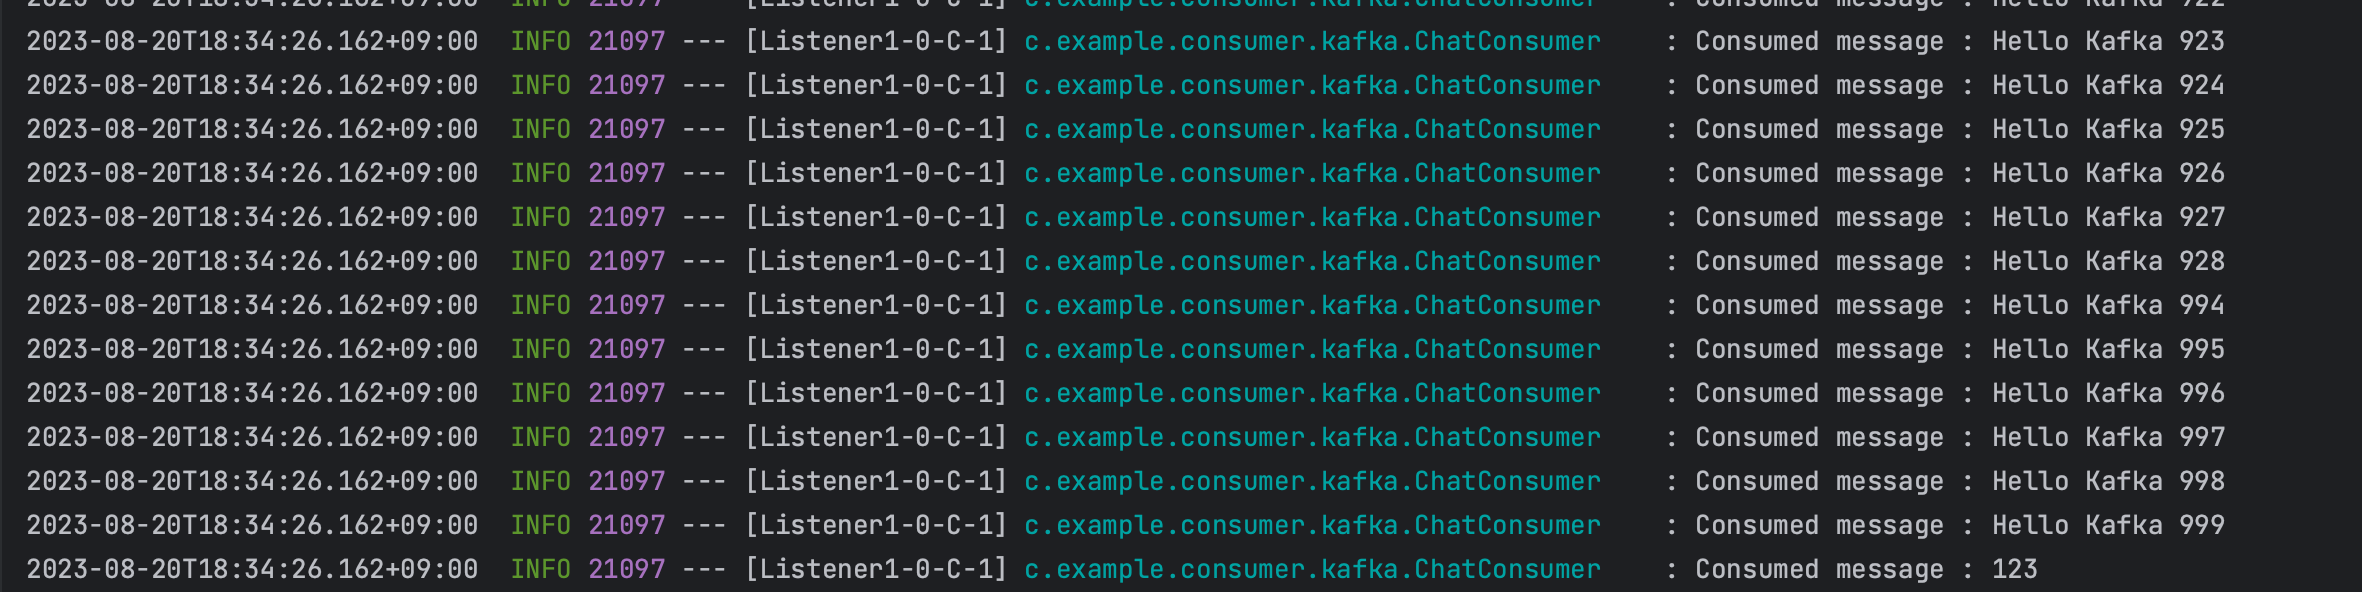 INFO 21097 [Listener1-0-C-1] c.example.consumer.kafka.ChatConsumer : Consumed message : Hello Kafka 922
2023-08-20T18:34:26.162+09:00 INFO 21097 --- [Listener1-0-C-1] c.example.consumer.kafka.ChatConsumer : Consumed message : Hello Kafka 923
2023-08-20T18:34:26.162+09:00 INFO 21097 --- [Listener1-0-C-1] c.example.consumer.kafka.ChatConsumer : Consumed message : Hello Kafka 924
2023-08-20T18:34:26.162+09:00 INFO 21097 --- [Listener1-0-C-1] c.example.consumer.kafka.ChatConsumer : Consumed message : Hello Kafka 925
2023-08-20T18:34:26.162+09:00 INFO 21097 --- [Listener1-0-C-1] c.example.consumer.kafka.ChatConsumer : Consumed message : Hello Kafka 926
2023-08-20T18:34:26.162+09:00 INFO 21097 --- [Listener1-0-C-1] c.example.consumer.kafka.ChatConsumer : Consumed message : Hello Kafka 927
2023-08-20T18:34:26.162+09:00 INFO 21097 --- [Listener1-0-C-1] c.example.consumer.kafka.ChatConsumer : Consumed message : Hello Kafka 928
2023-08-20T18:34:26.162+09:00 INFO 21097 --- [Listener1-0-C-1] c.example.consumer.kafka.ChatConsumer : Consumed message : Hello Kafka 994
2023-08-20T18:34:26.162+09:00 INFO 21097 --- [Listener1-0-C-1] c.example.consumer.kafka.ChatConsumer : Consumed message : Hello Kafka 995
2023-08-20T18:34:26.162+09:00 INFO 21097 --- [Listener1-0-C-1] c.example.consumer.kafka.ChatConsumer : Consumed message : Hello Kafka 996
2023-08-20T18:34:26.162+09:00 INFO 21097 --- [Listener1-0-C-1] c.example.consumer.kafka.ChatConsumer : Consumed message : Hello Kafka 997
2023-08-20T18:34:26.162+09:00 INFO 21097 --- [Listener1-0-C-1] c.example.consumer.kafka.ChatConsumer : Consumed message : Hello Kafka 998
2023-08-20T18:34:26.162+09:00 INFO 21097 --- [Listener1-0-C-1] c.example.consumer.kafka.ChatConsumer : Consumed message : Hello Kafka 999
2023-08-20T18:34:26.162+09:00 INFO 21097 --- [Listener1-0-C-1] c.example.consumer.kafka.ChatConsumer : Consumed message : 123